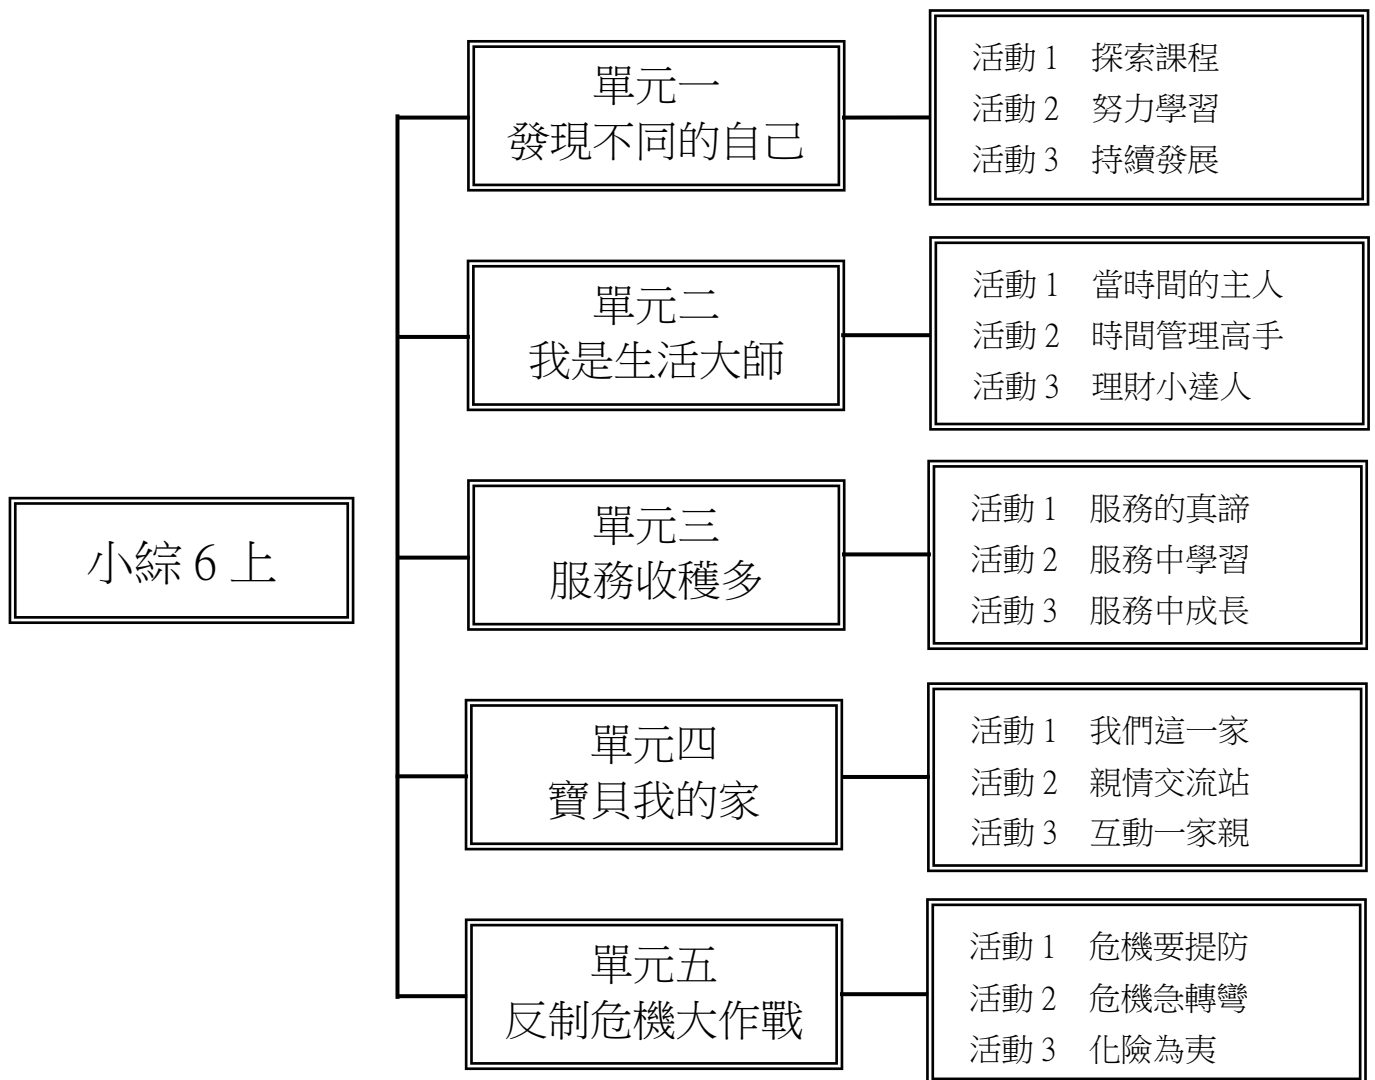 小綜 6 上
單元一
發現不同的自己
活動 1　探索課程
活動 2　努力學習
活動 3　持續發展
單元二
我是生活大師
活動 1　當時間的主人
活動 2　時間管理高手
活動 3　理財小達人
單元三
服務收穫多
活動 1　服務的真諦
活動 2　服務中學習
活動 3　服務中成長
單元四
寶貝我的家
活動 1　我們這一家
活動 2　親情交流站
活動 3　互動一家親
單元五
反制危機大作戰
活動 1　危機要提防
活動 2　危機急轉彎
活動 3　化險為夷